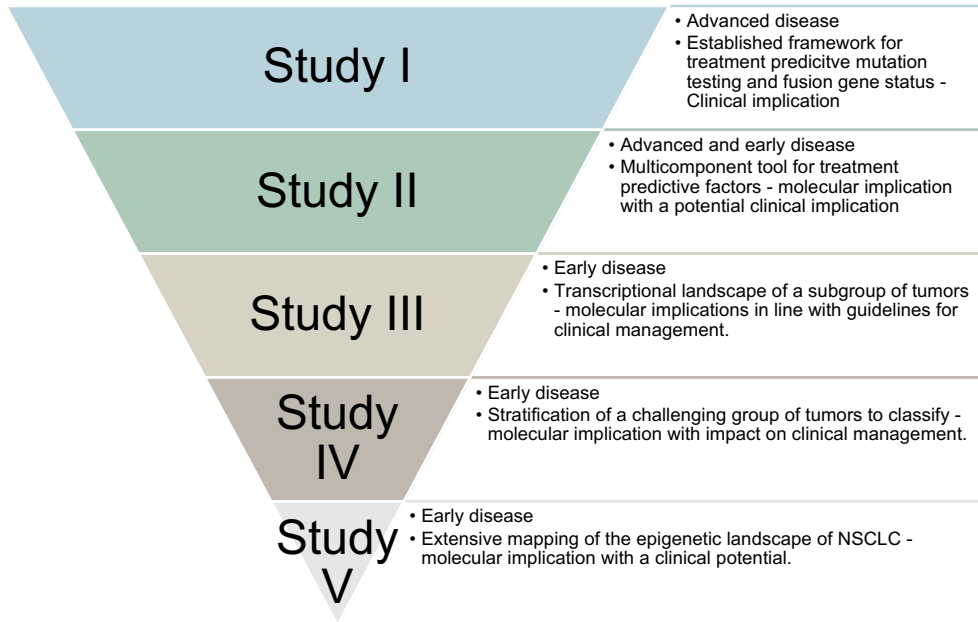 Study I
• Advanced disease
• Established framework for
treatment predicitve mutation
testing and fusion gene status -
Clinical implication
Study II
• Advanced and early disease
• Multicomponent tool for treatment
predictive factors - molecular implication
with a potential clinical implication
Study III
• Early disease
• Transcriptional landscape of a subgroup of tumors
- molecular implications in line with guidelines for
clinical management.
Study
IV
• Early disease
• Stratification of a challenging group of tumors to classify -
molecular implication with impact on clinical management.
Study
V
• Early disease
• Extensive mapping of the epigenetic landscape of NSCLC -
molecular implication with a clinical potential.